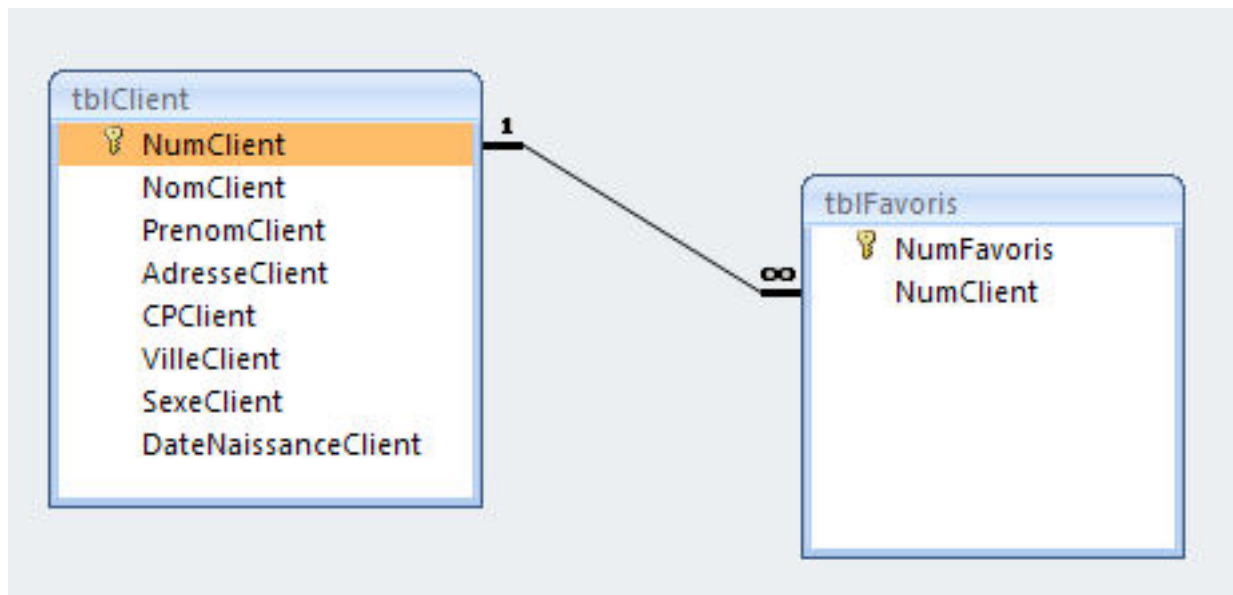 tblClient
NumClient
NomClient
PrenomClient
AdresseClient
CPClient
VilleClient
SexeClient
DateNaissanceClient
1
∞
tblFavoris
NumFavoris
NumClient